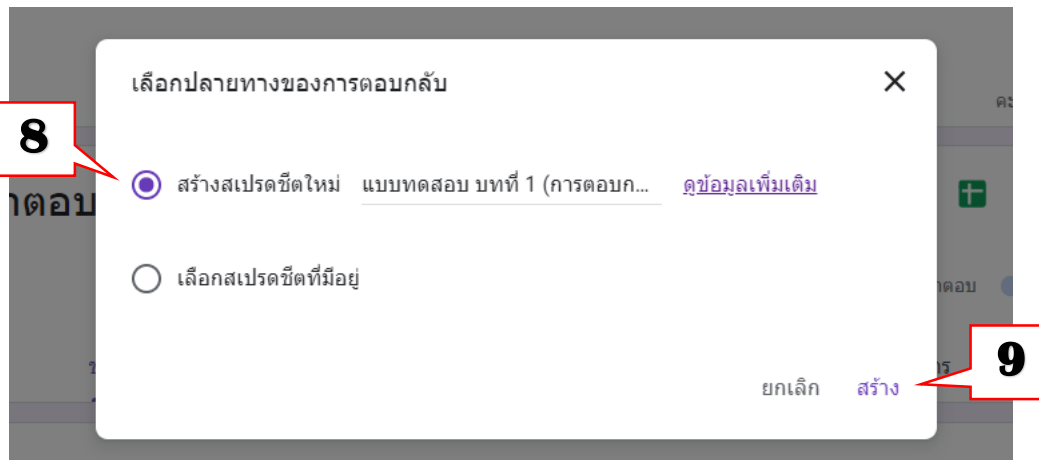 เลือกปลายทางของการตอบกลับ
8
สร้างสเปรดชีตใหม่ แบบทดสอบ บทที่ 1 (การตอบก... ดูข้อมูลเพิ่มเติม
เลือกสเปรดชีตที่มีอยู่
9
ยกเลิก สร้าง